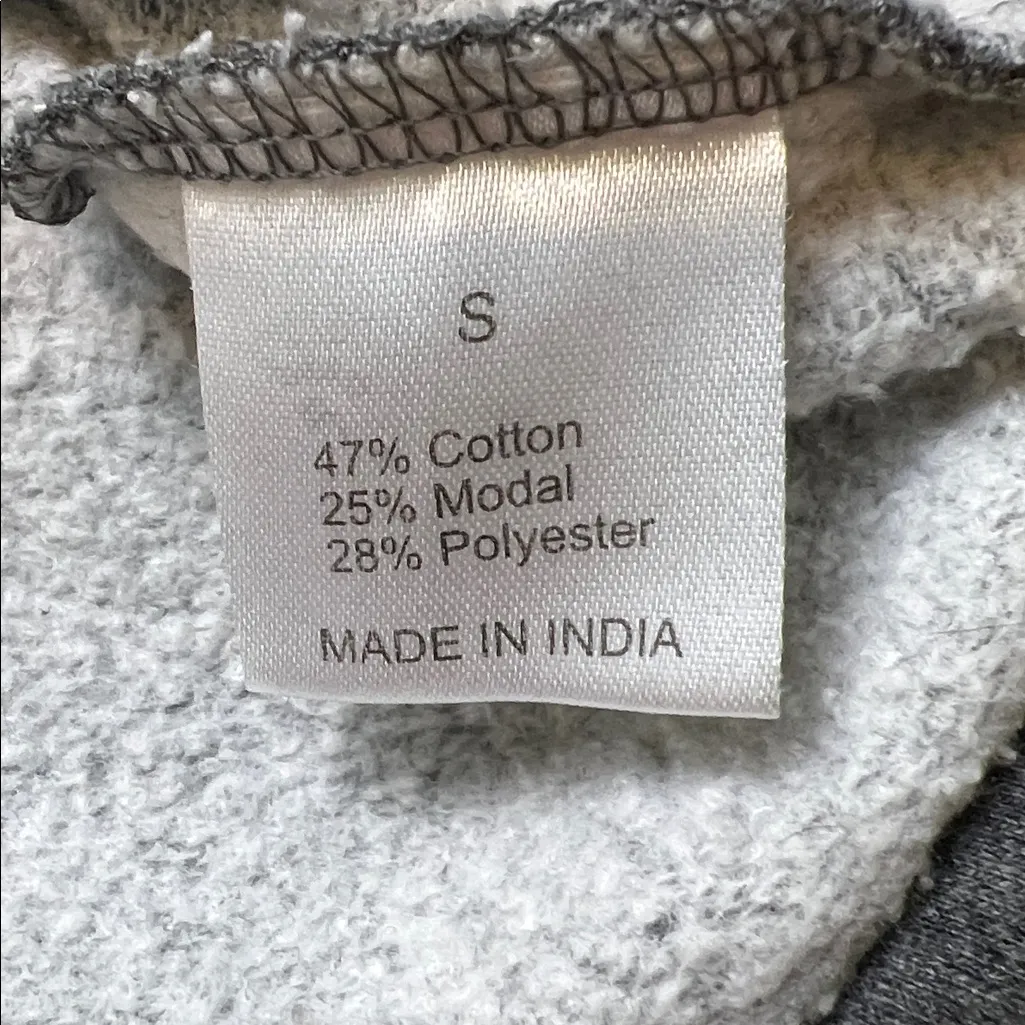 S
47% Cotton
25% Modal
28% Polyester
MADE IN INDIA